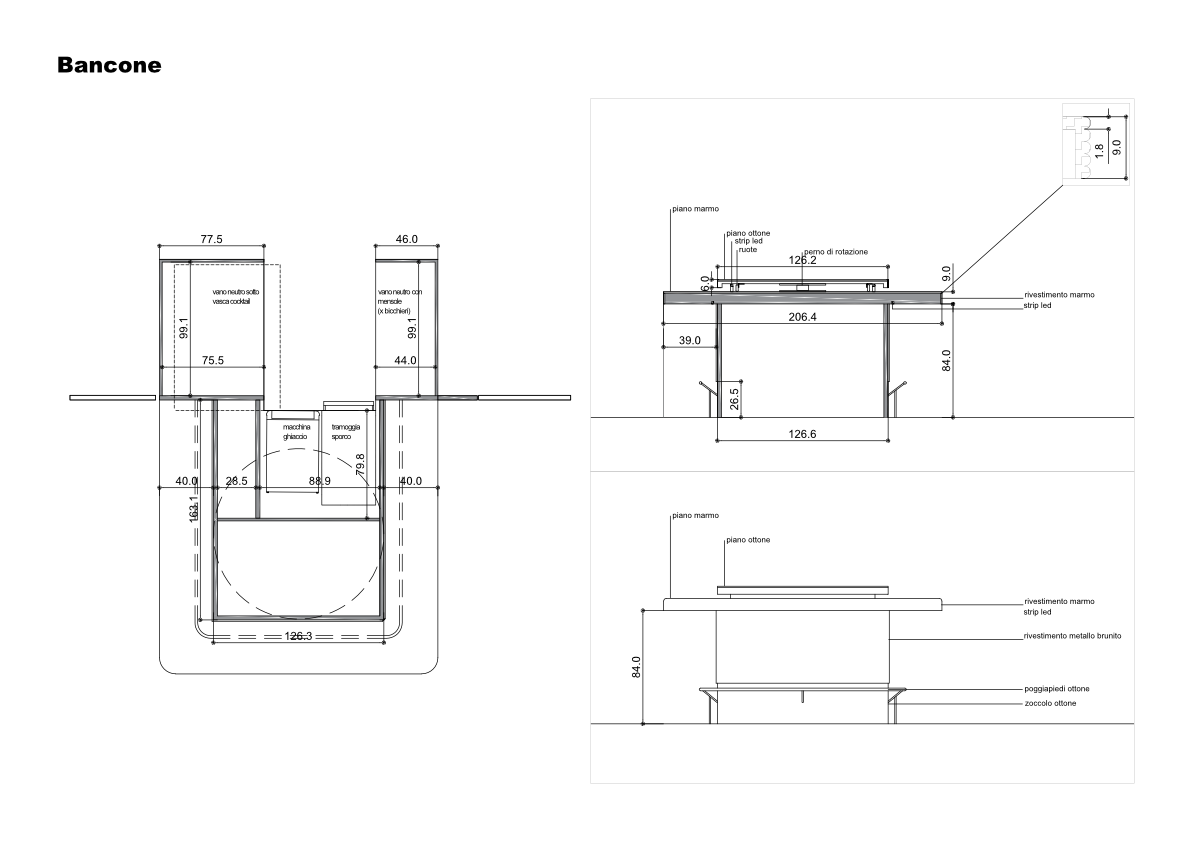 Bancone
77.5
46.0
vano neutro sotto
vasca cocktail
vano neutro con
mensole
(x bicchieri)
99.1
99.1
75.5
44.0
macchina
ghiaccio
tramoggia
sporco
79.8
40.0
28.5
88.9
40.0
163.1
126.3
1.8
9.0
piano marmo
piano ottone
strip led
ruote
perno di rotazione
126.2
6.0
9.0
rivestimento marmo
strip led
206.4
39.0
84.0
26.5
126.6
piano marmo
piano ottone
rivestimento marmo
strip led
rivestimento metallo brunito
84.0
poggiapiedi ottone
zoccolo ottone